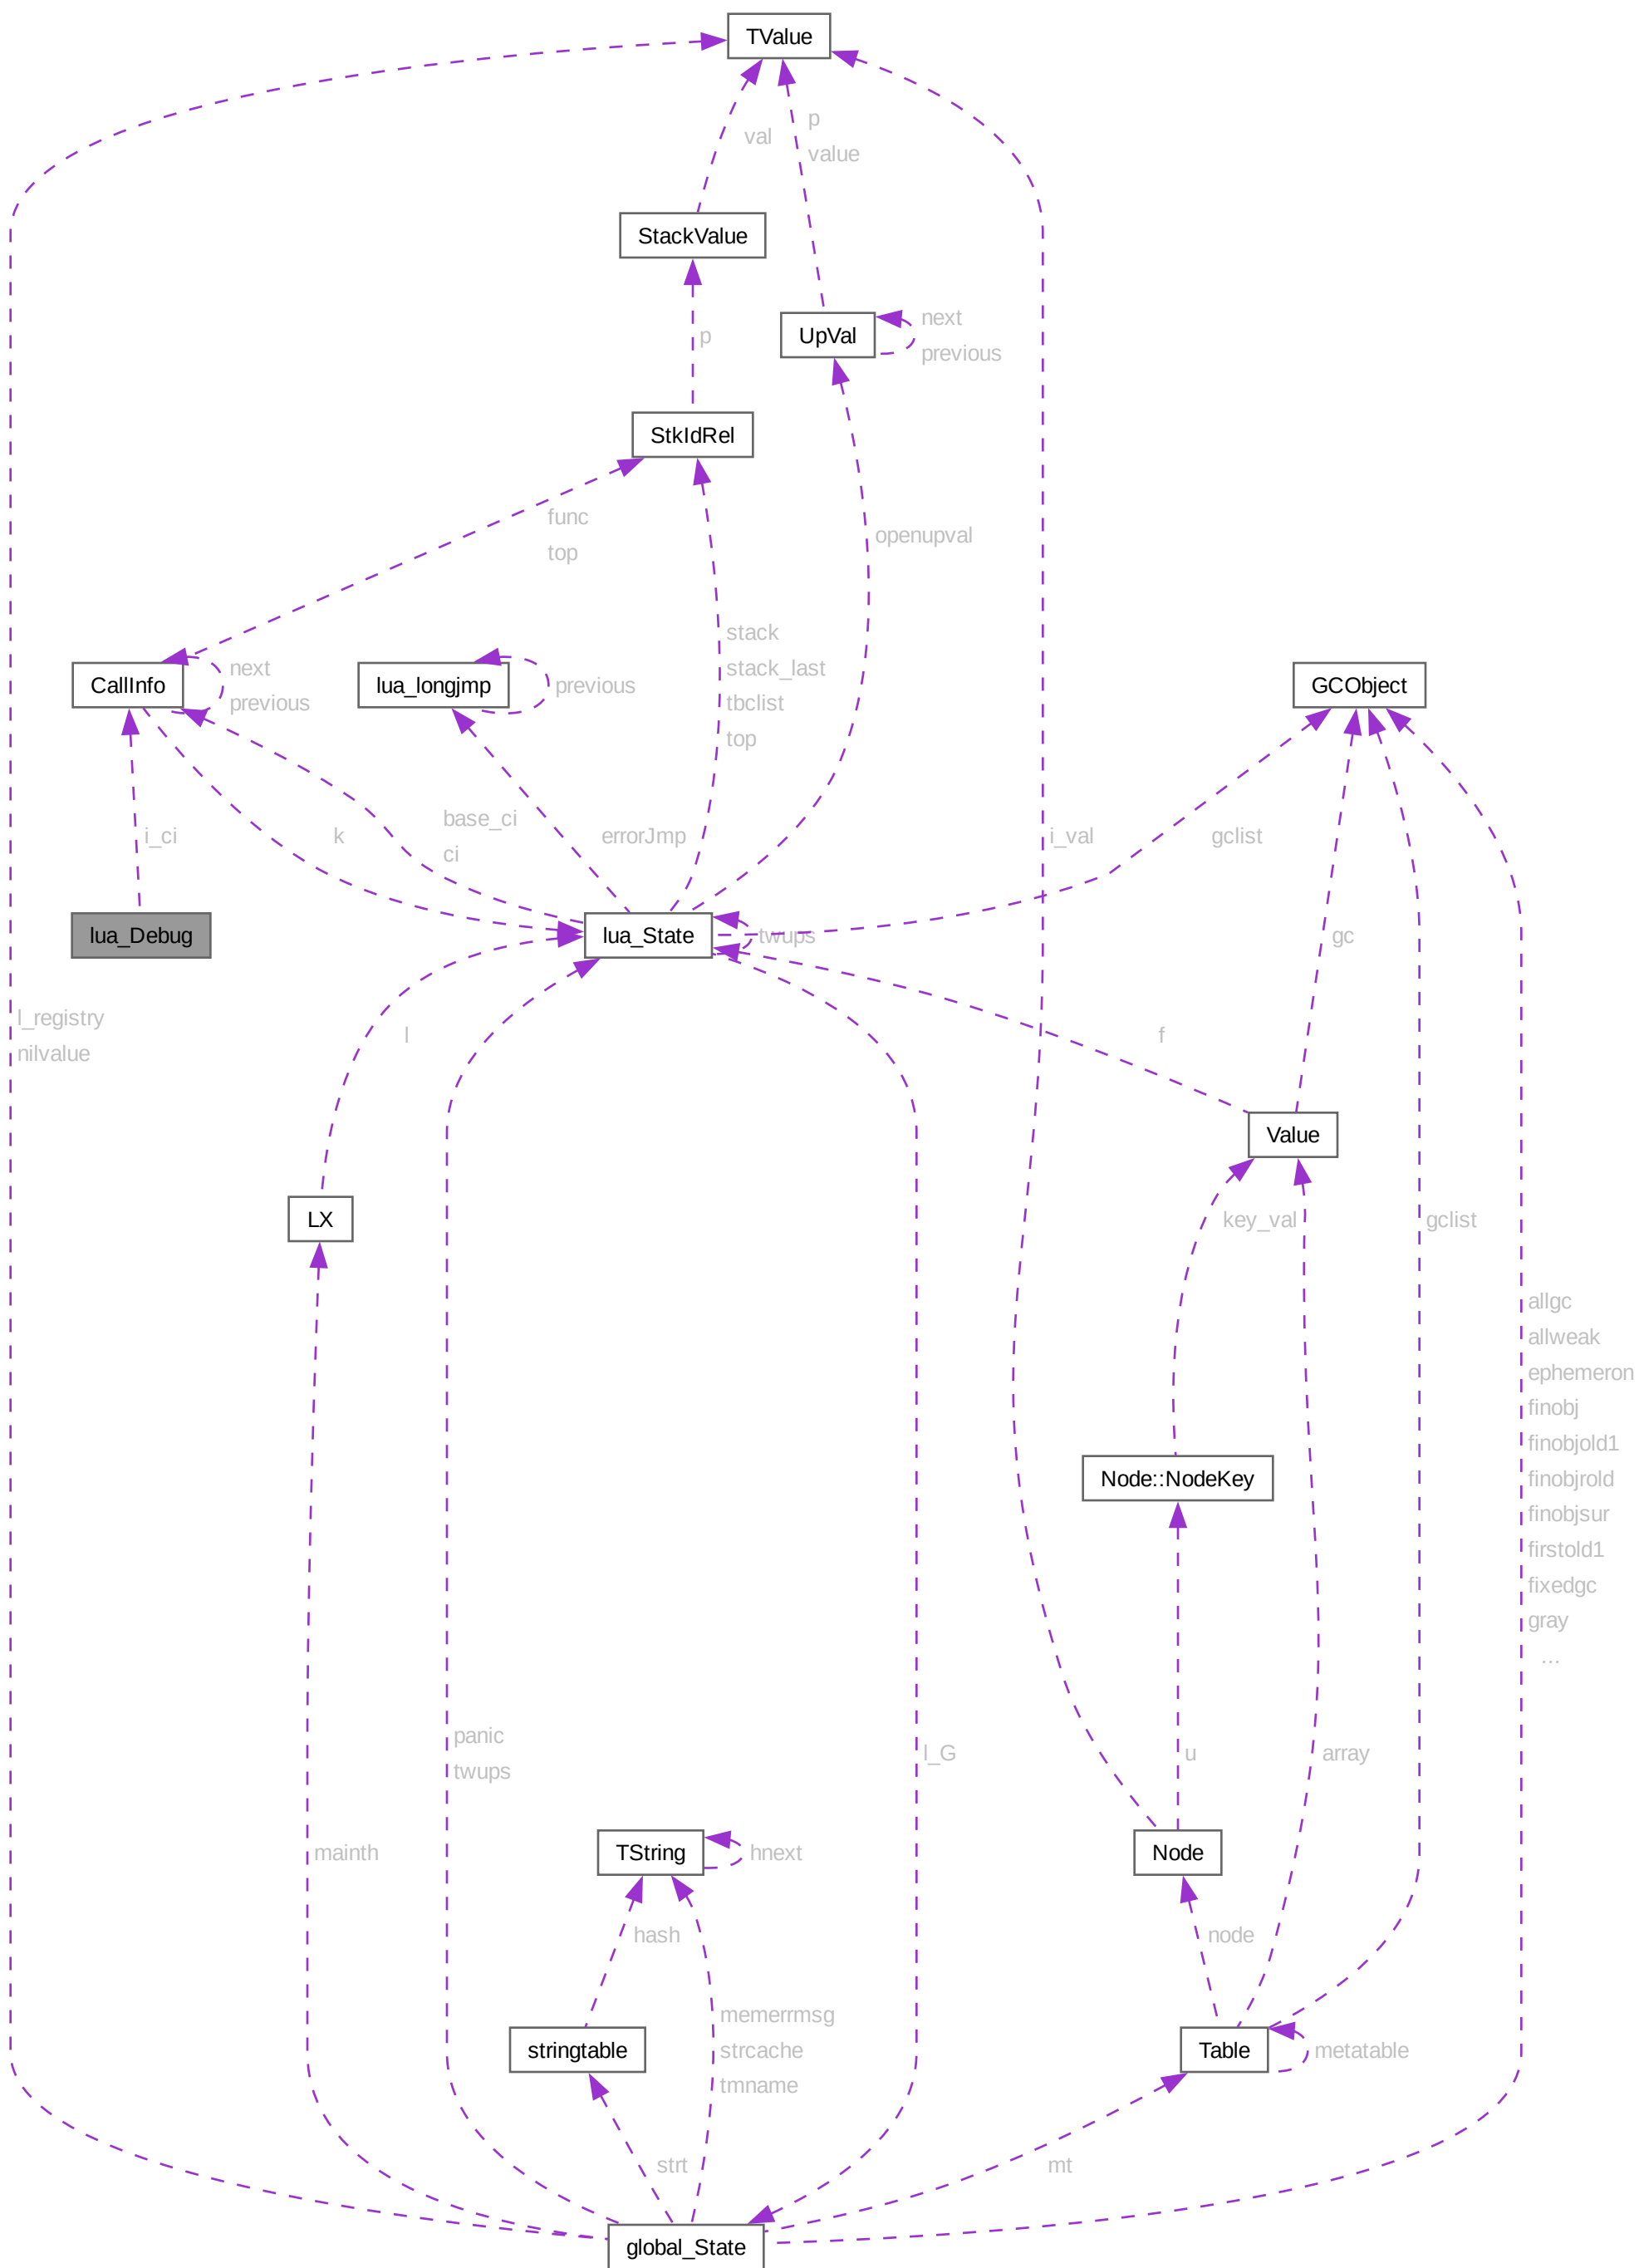 TValue
val
p
value
StackValue
UpVal
next
previous
p
StkIdRel
func
top
openupval
stack
stack_last
tbclist
top
CallInfo
next
previous
lua_longjmp
previous
GCObject
i_ci
k
base_ci
ci
errorJmp
i_val
gclist
lua_Debug
lua_State
twups
gc
l_registry
nilvalue
l
f
Value
LX
key_val
gclist
allgc
allweak
ephemeron
finobj
finobjold1
finobjrold
finobjsur
firstold1
fixedgc
gray
...
Node::NodeKey
panic
twups
l_G
u
array
mainth
TString
hnext
Node
hash
node
memerrmsg
strcache
tmname
stringtable
Table
metatable
strt
mt
global_State